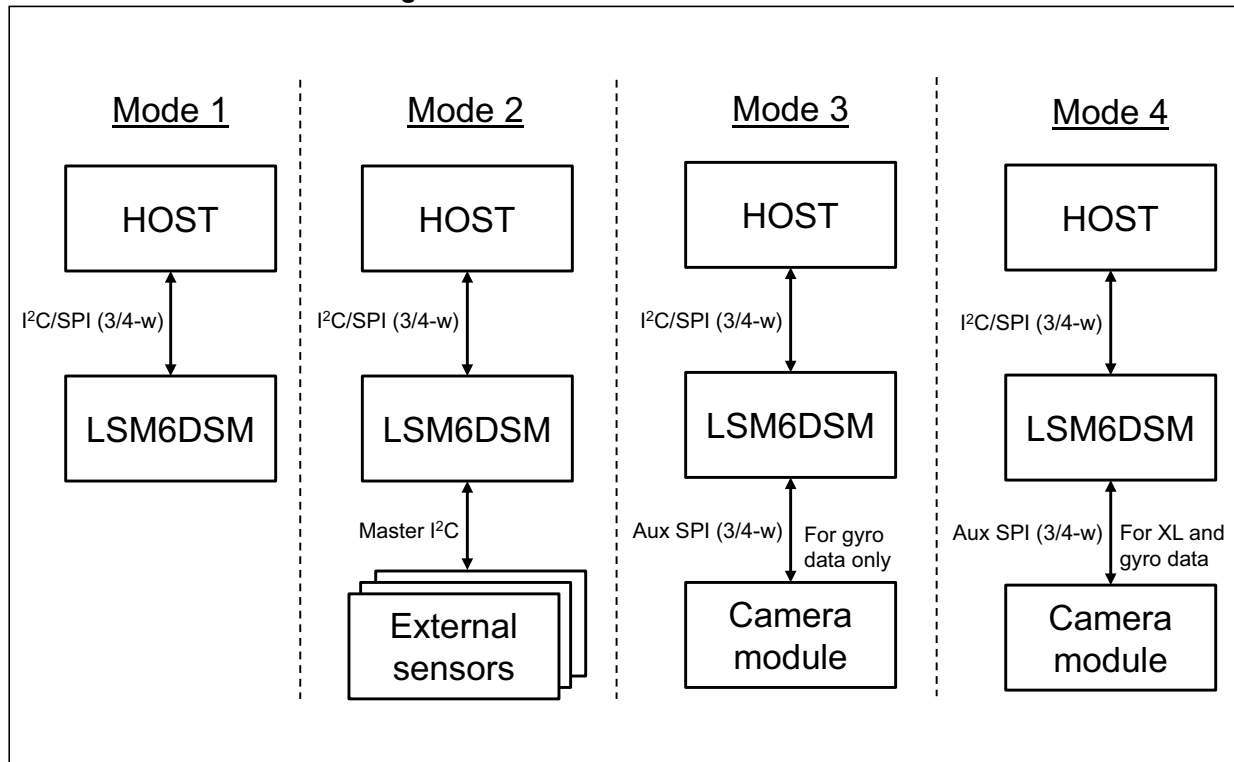 Mode 1
HOST
I²C/SPI (3/4-w)
LSM6DSM
Mode 2
HOST
I²C/SPI (3/4-w)
LSM6DSM
Master I²C
External
sensors
Mode 3
HOST
I²C/SPI (3/4-w)
LSM6DSM
Aux SPI (3/4-w)
For gyro
data only
Camera
module
Mode 4
HOST
I²C/SPI (3/4-w)
LSM6DSM
Aux SPI (3/4-w)
For XL and
gyro data
Camera
module